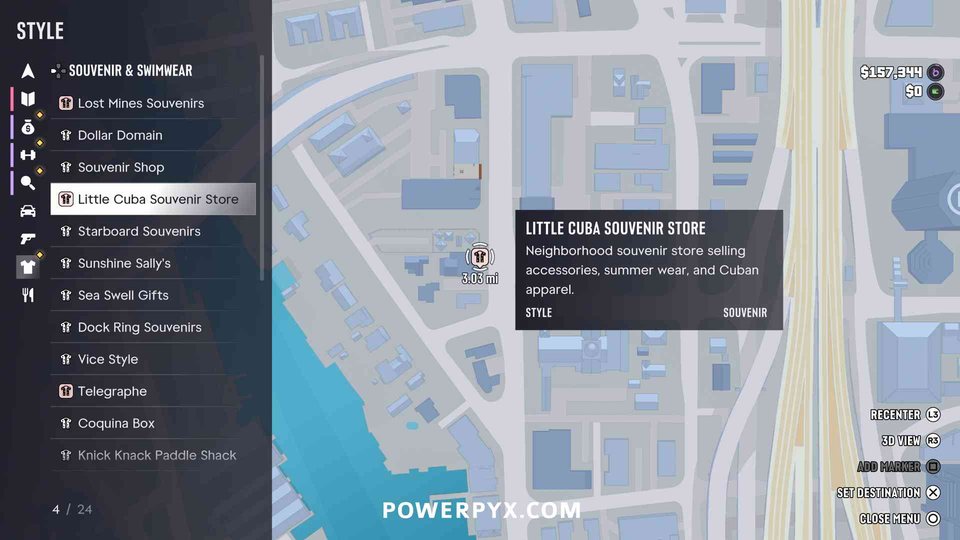 STYLE
SOUVENIR & SWIMWEAR
Lost Mines Souvenirs
Dollar Domain
Souvenir Shop
Little Cuba Souvenir Store
Starboard Souvenirs
Sunshine Sally's
Sea Swell Gifts
Dock Ring Souvenirs
Vice Style
Telegraphe
Coquina Box
Knick Knack Paddle Shack
4 / 24
3.03 mi
LITTLE CUBA SOUVENIR STORE
Neighborhood souvenir store selling
accessories, summer wear, and Cuban
apparel.
STYLE SOUVENIR
$157,344
$0
RECENTER L3
3D VIEW R3
ADD MARKER
SET DESTINATION
CLOSE MENU
POWERPYX.COM